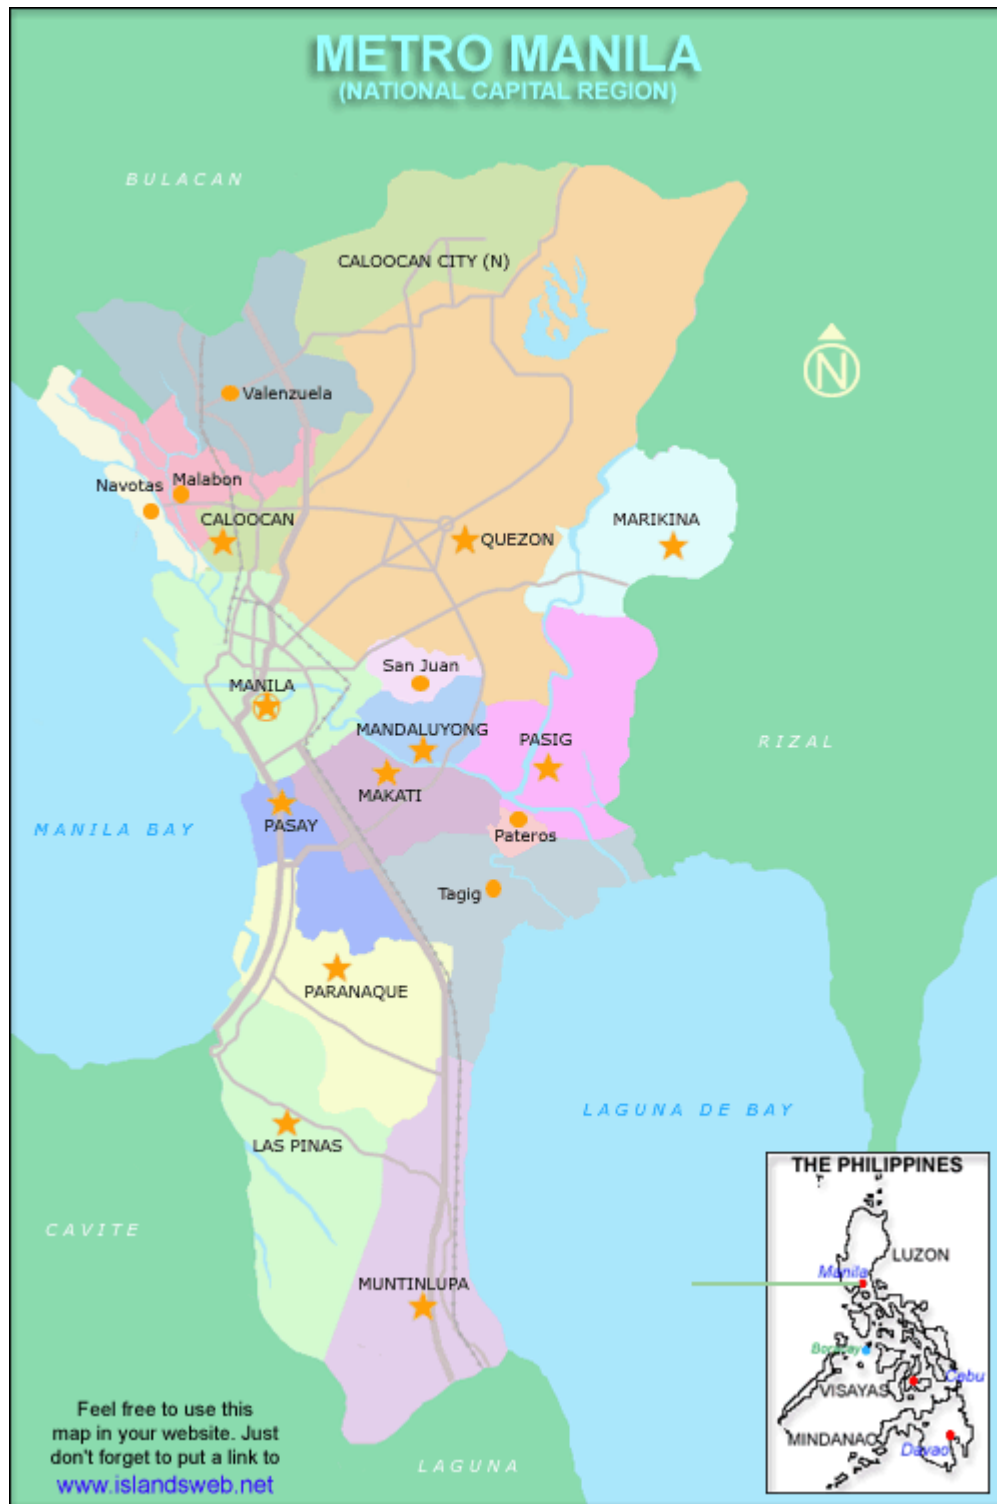 METRO MANILA
(NATIONAL CAPITAL REGION)
BULACAN
CALOOCAN CITY (N)
N
Valenzuela
Malabon
Navotas
CALOOCAN
MARIKINA
QUEZON
San Juan
MANILA
MANDALUYONG
PASIG
RIZAL
MAKATI
PASAY
MANILA BAY
Pateros
Tagig
PARANAQUE
LAGUNA DE BAY
LAS PINAS
THE PHILIPPINES
CAVITE
LUZON
Manila
MUNTINLUPA
Boracay
Cebu
VISAYAS
MINDANAO
Davao
Feel free to use this
map in your website. Just
don't forget to put a link to
www.islandsweb.net
LAGUNA